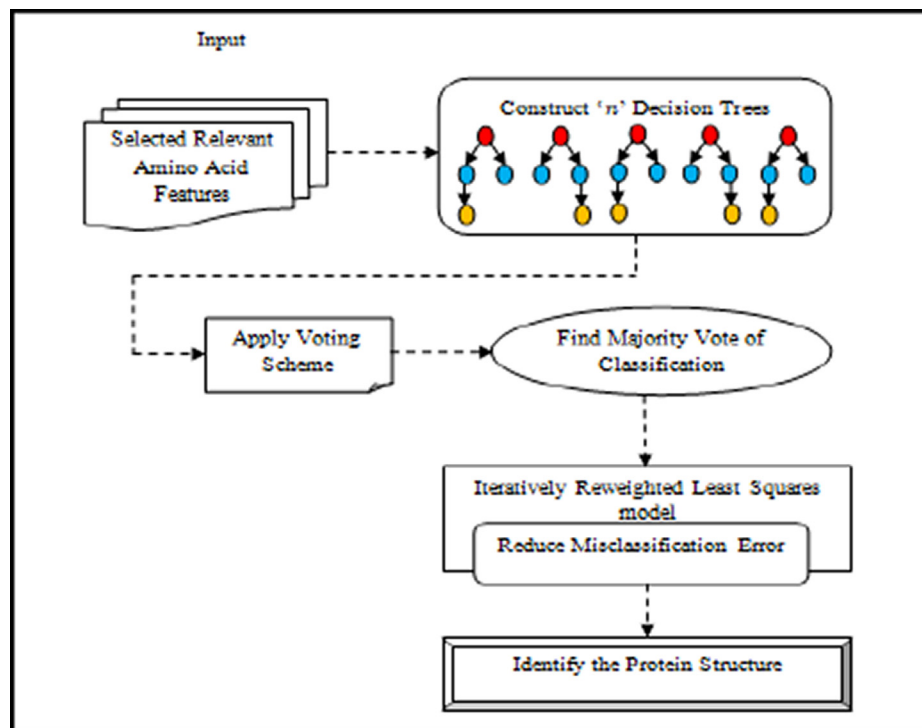 Input
Selected Relevant
Amino Acid
Features
Construct ‘n’ Decision Trees
Apply Voting
Scheme
Find Majority Vote of
Classification
Iteratively Reweighted Least Squares
model
Reduce Misclassification Error
Identify the Protein Structure